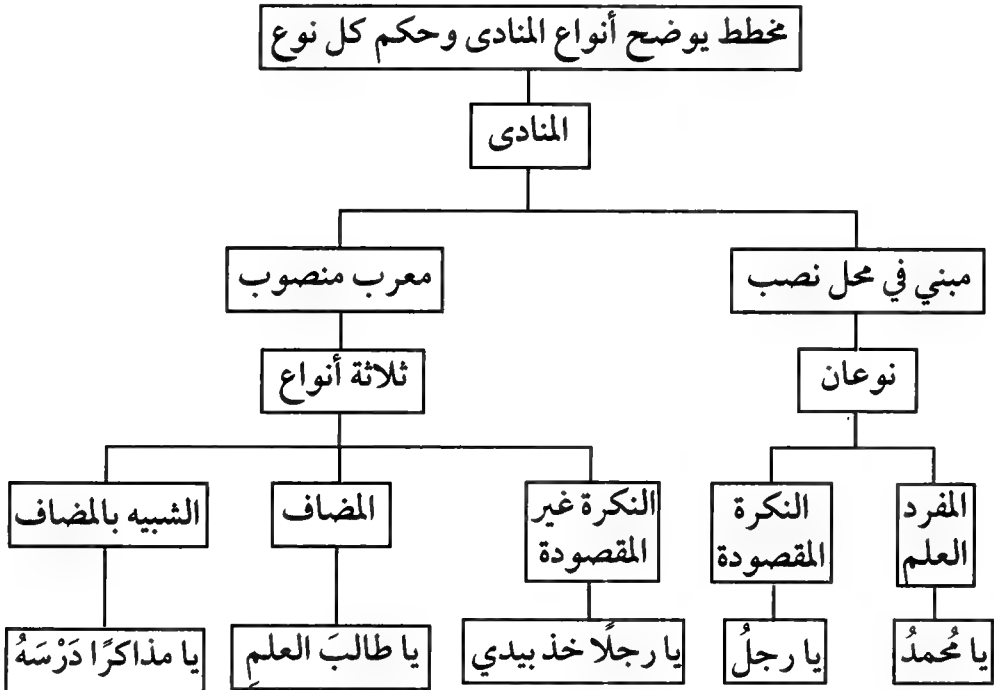 مخطط يوضح أنواع المنادى وحكم كل نوع
المنادى
مبني في محل نصب
معرب منصوب
نوعان
ثلاثة أنواع
المفرد
العلم
النكرة
المقصودة
النكرة غير
المقصودة
المضاف
الشبيه بالمضاف
يا مُحمدُ
يا رجلُ
يا رجلًا خذ بيدي
يا طالبَ العلمِ
يا مذاكرًا دَرْسَهُ